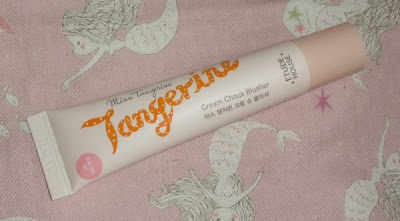 Miss Tangerine
Tangerine
Cream Choux Blusher
미스 탠저린 크림 슈 블러셔
ETUDE
HOUSE